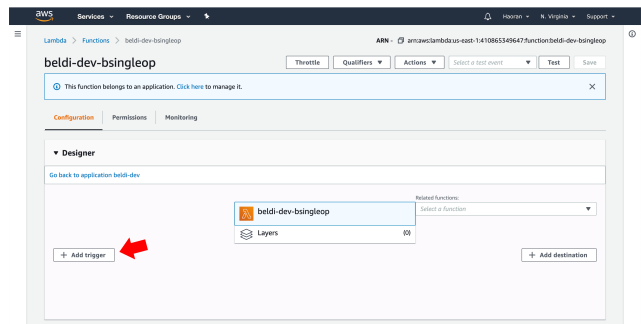 aws Services Resource Groups Haoran N. Virginia Support
Lambda > Functions > beldi-dev-bsingleop ARN - arn:aws:lambda:us-east-1:410865349647:function:beldi-dev-bsingleop
beldi-dev-bsingleop Throttle Qualifiers Actions Select a test event Test Save
This function belongs to an application. Click here to manage it.
Configuration Permissions Monitoring
Designer
Go back to application beldi-dev
Related functions:
beldi-dev-bsingleop Select a function
Layers (0)
+ Add trigger + Add destination